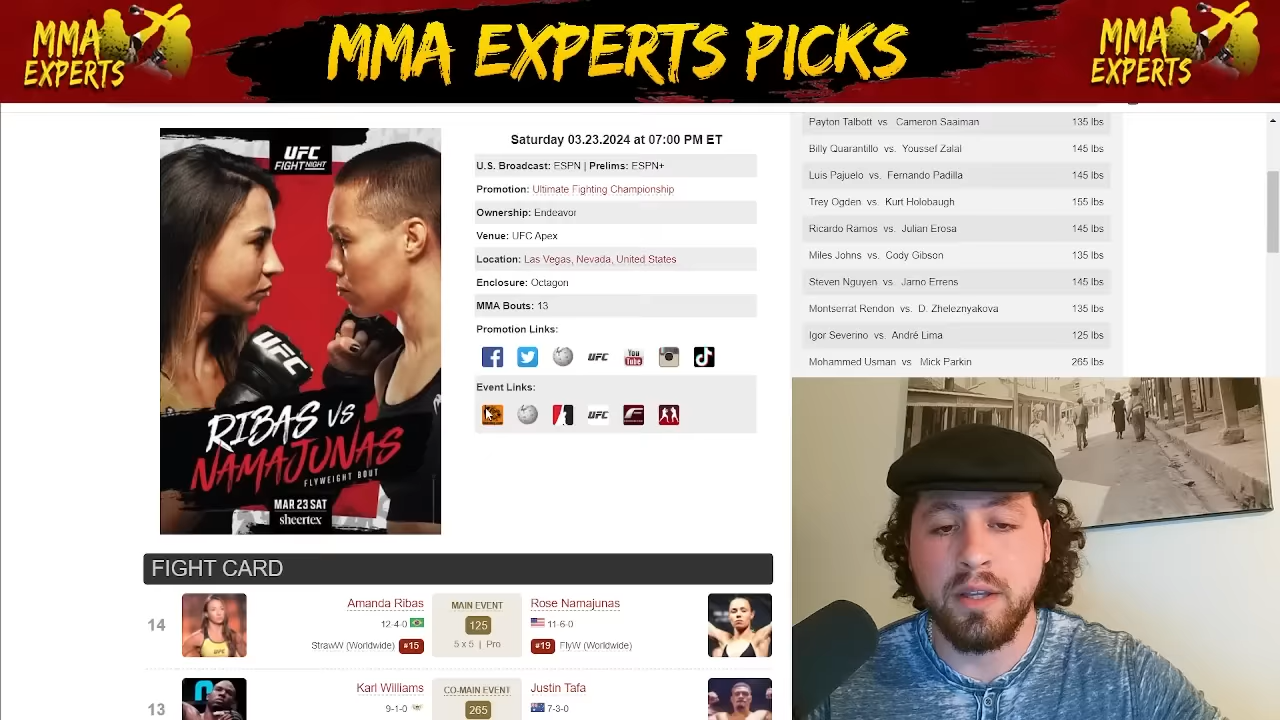 MMA
EXPERTS
MMA EXPERTS PICKS
MMA
EXPERTS
UFC
FIGHT NIGHT
UFC
RIBAS VS
NAMAJUNAS
FLYWEIGHT BOUT
MAR 23 SAT
sheertex
Saturday 03.23.2024 at 07:00 PM ET
U.S. Broadcast: ESPN | Prelims: ESPN+
Promotion: Ultimate Fighting Championship
Ownership: Endeavor
Venue: UFC Apex
Location: Las Vegas, Nevada, United States
Enclosure: Octagon
MMA Bouts: 13
Promotion Links:
UFC
You
Tube
Event Links:
UFC
Payton Talbott vs. Cameron Saaiman 135 lbs
Billy Quarantillo vs. Youssef Zalal 145 lbs
Luis Pajuelo vs. Fernando Padilla 145 lbs
Trey Ogden vs. Kurt Holobaugh 155 lbs
Ricardo Ramos vs. Julian Erosa 145 lbs
Miles Johns vs. Cody Gibson 135 lbs
Steven Nguyen vs. Jarno Errens 145 lbs
Montserrat Rendon vs. D. Zheleznyakova 135 lbs
Igor Severino vs. André Lima 125 lbs
Mohammed Usman vs Mick Parkin 265 lbs
FIGHT CARD
14 Amanda Ribas MAIN EVENT Rose Namajunas
12-4-0 125 11-6-0
StrawW (Worldwide) #15 5 x 5 | Pro #19 FlyW (Worldwide)
13 Karl Williams CO-MAIN EVENT Justin Tafa
9-1-0 265 7-3-0